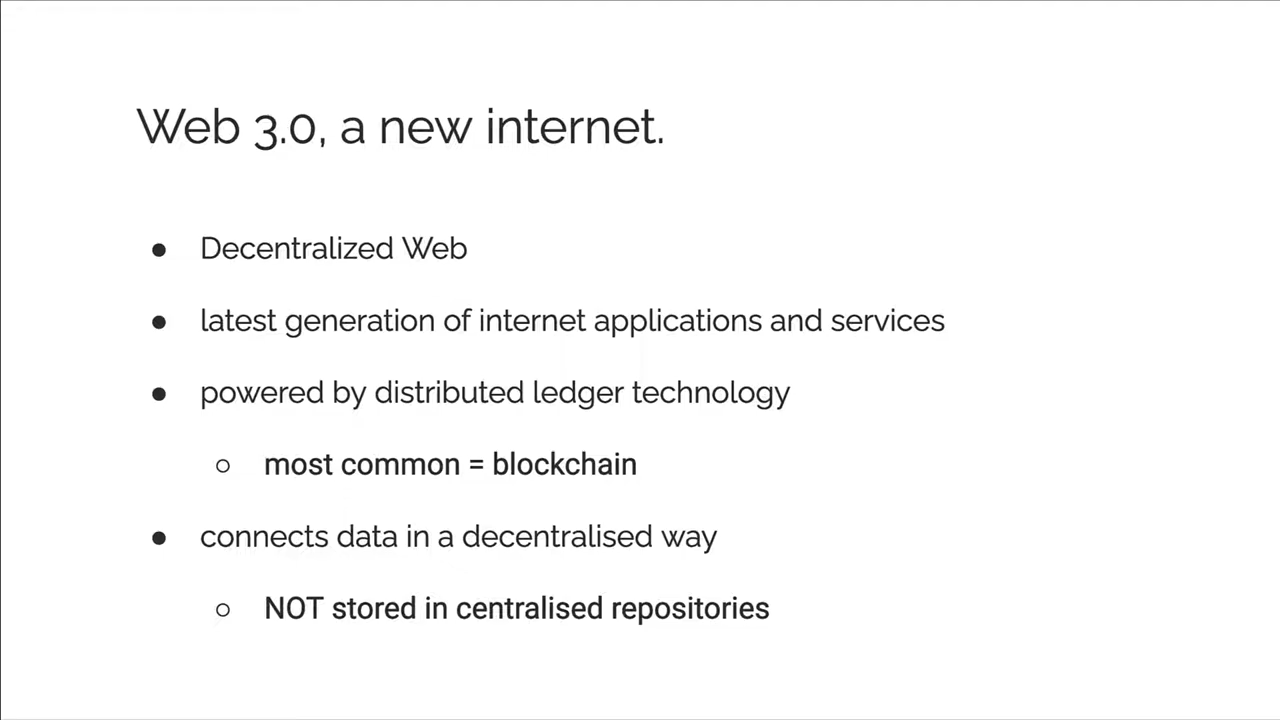 Web 3.0, a new internet.
● Decentralized Web
● latest generation of internet applications and services
● powered by distributed ledger technology
○ most common = blockchain
● connects data in a decentralised way
○ NOT stored in centralised repositories